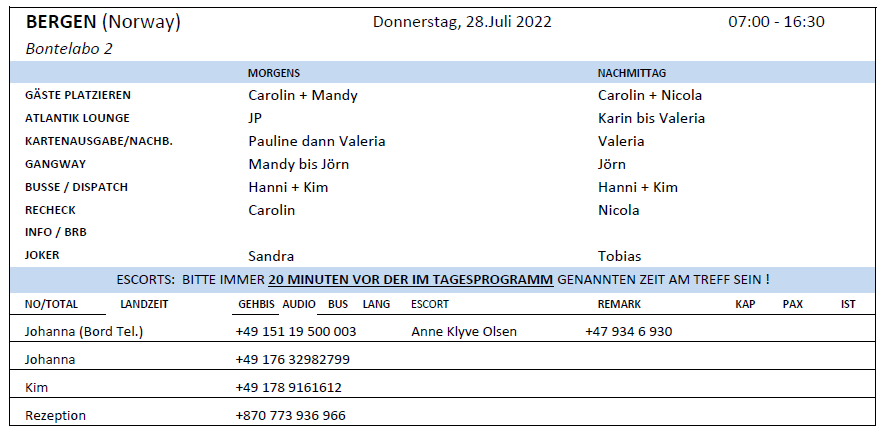 BERGEN (Norway) Donnerstag, 28.Juli 2022 07:00 - 16:30
Bontelabo 2
MORGENS NACHMITTAG
GÄSTE PLATZIEREN Carolin + Mandy Carolin + Nicola
ATLANTIK LOUNGE JP Karin bis Valeria
KARTENAUSGABE/NACHB. Pauline dann Valeria Valeria
GANGWAY Mandy bis Jörn Jörn
BUSSE / DISPATCH Hanni + Kim Hanni + Kim
RECHECK Carolin Nicola
INFO / BRB
JOKER Sandra Tobias
ESCORTS: BITTE IMMER 20 MINUTEN VOR DER IM TAGESPROGRAMM GENANNTEN ZEIT AM TREFF SEIN !
NO/TOTAL LANDZEIT GEHBIS AUDIO BUS LANG ESCORT REMARK KAP PAX IST
Johanna (Bord Tel.) +49 151 19 500 003 Anne Klyve Olsen +47 934 6 930
Johanna +49 176 32982799
Kim +49 178 9161612
Rezeption +870 773 936 966